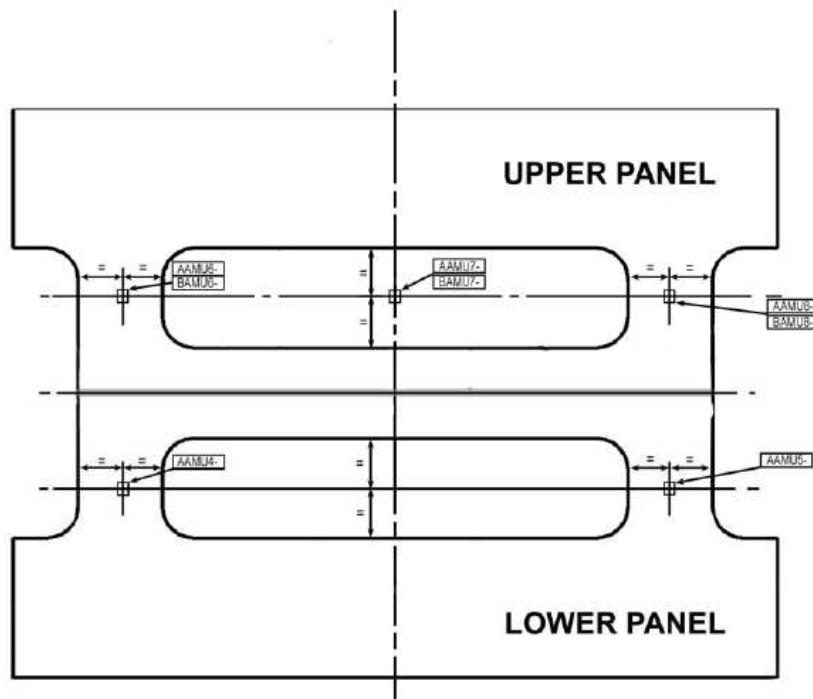 UPPER PANEL
=
=
AAMU6-
BAMU6-
=
AAMU7-
BAMU7-
=
=
=
AAMU8-
BAMU8-
=
=
AAMU4-
=
=
=
AAMU5-
=
LOWER PANEL